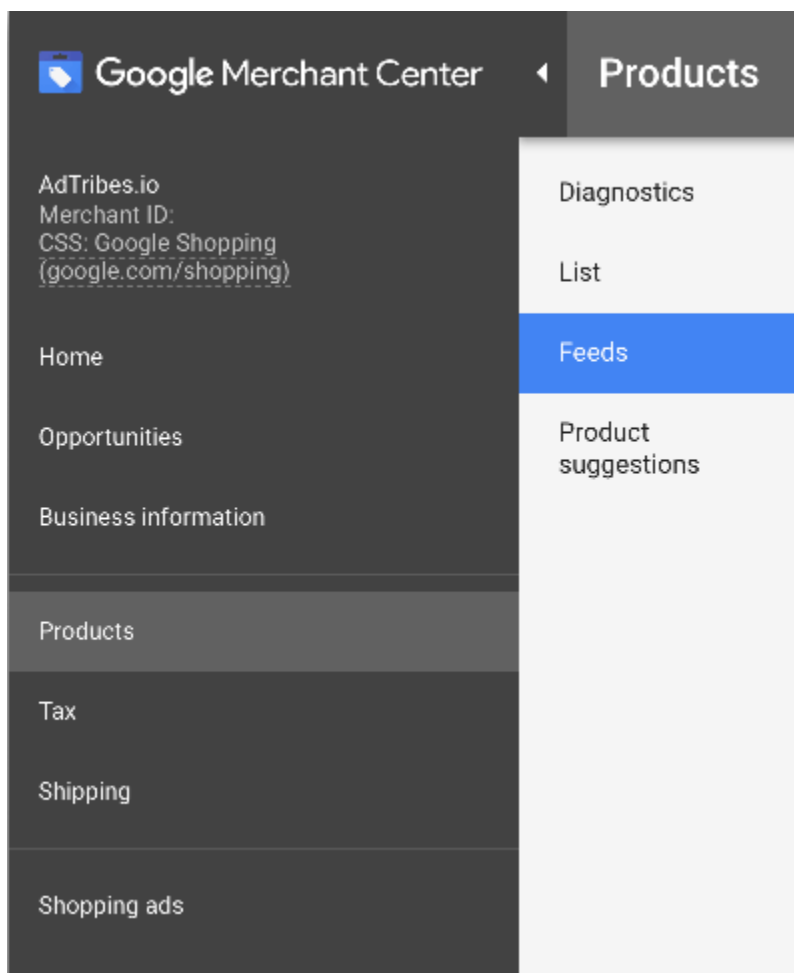 Google Merchant Center
Products
AdTribes.io
Merchant ID:
CSS: Google Shopping
(google.com/shopping)
Home
Opportunities
Business information
Products
Tax
Shipping
Shopping ads
Diagnostics
List
Feeds
Product
suggestions